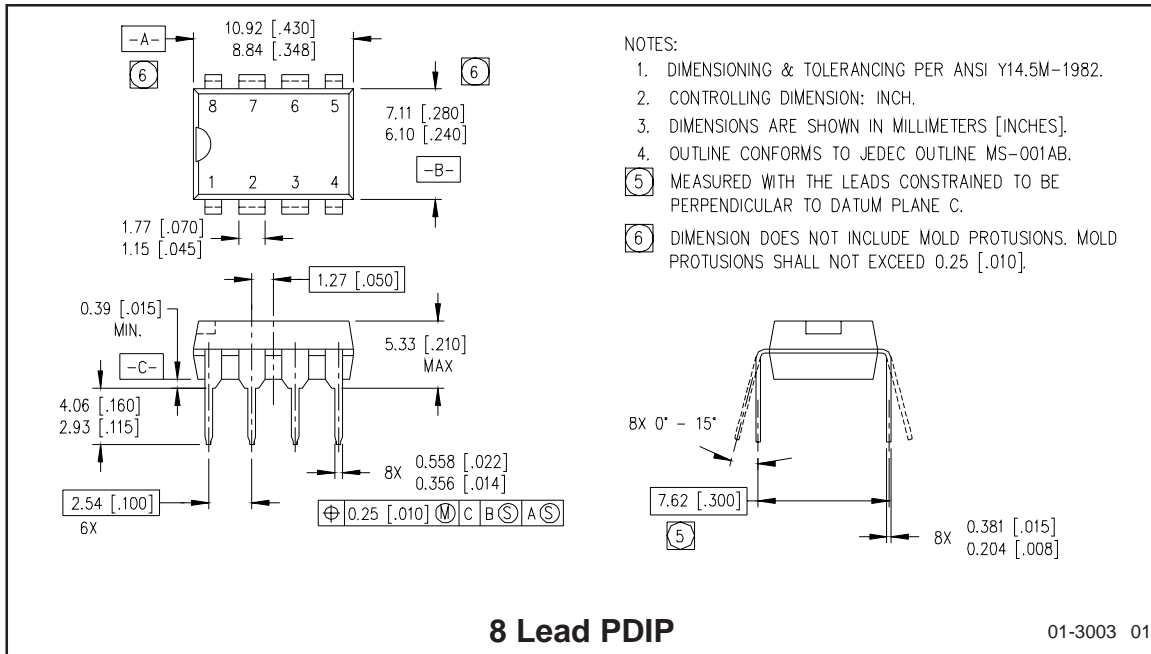 -A-
10.92 [.430]
8.84 [.348]
6
6
8 7 6 5
7.11 [.280]
6.10 [.240]
-B-
1 2 3 4
1.77 [.070]
1.15 [.045]
1.27 [.050]
0.39 [.015]
MIN.
5.33 [.210]
MAX
-C-
4.06 [.160]
2.93 [.115]
8X 0.558 [.022]
0.356 [.014]
2.54 [.100]
6X
⌖ 0.25 [.010] Ⓜ C B Ⓢ A Ⓢ
NOTES:
1. DIMENSIONING & TOLERANCING PER ANSI Y14.5M-1982.
2. CONTROLLING DIMENSION: INCH.
3. DIMENSIONS ARE SHOWN IN MILLIMETERS [INCHES].
4. OUTLINE CONFORMS TO JEDEC OUTLINE MS-001AB.
5 MEASURED WITH THE LEADS CONSTRAINED TO BE
PERPENDICULAR TO DATUM PLANE C.
6 DIMENSION DOES NOT INCLUDE MOLD PROTUSIONS. MOLD
PROTUSIONS SHALL NOT EXCEED 0.25 [.010].
8X 0° - 15°
7.62 [.300]
5
8X 0.381 [.015]
0.204 [.008]
8 Lead PDIP
01-3003 01